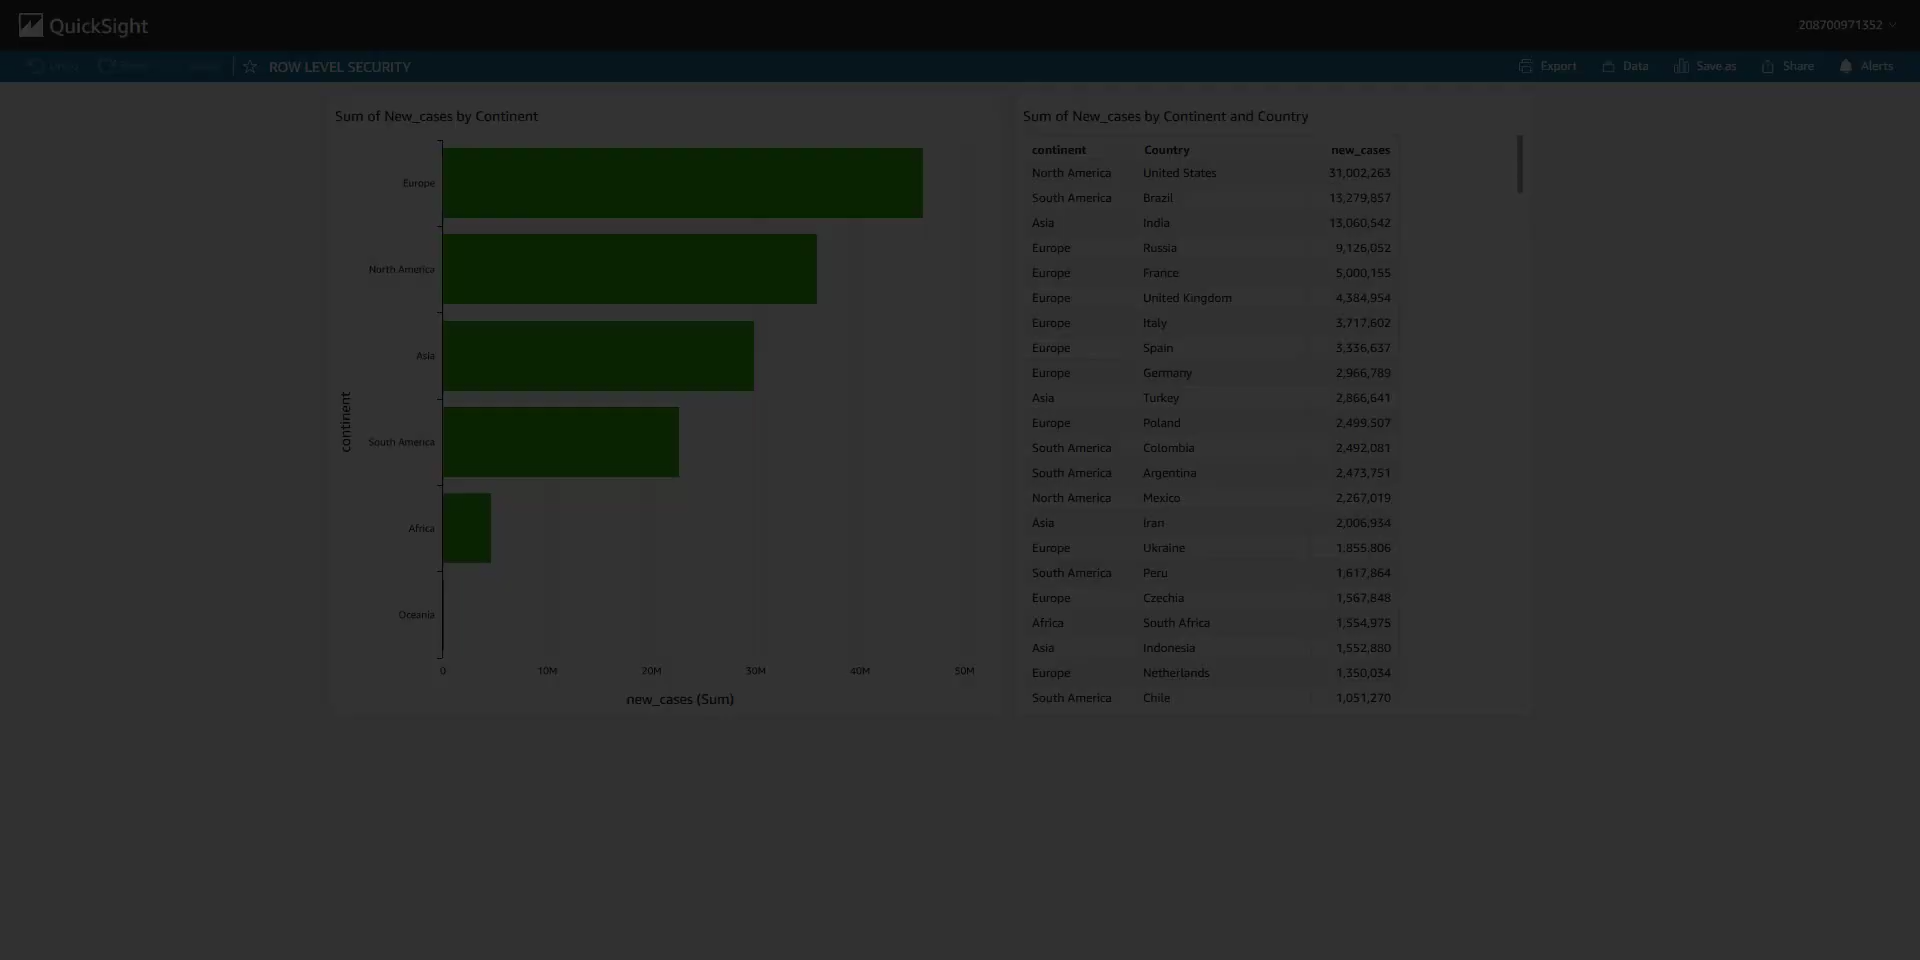 QuickSight
208700971352
ROW LEVEL SECURITY
Export Data Save as Share Alerts
Sum of New_cases by Continent
continent
Europe
North America
Asia
South America
Africa
Oceania
0 10M 20M 30M 40M 50M
new_cases (Sum)
Sum of New_cases by Continent and Country
continent Country new_cases
North America United States 31,002,263
South America Brazil 13,279,857
Asia India 13,060,542
Europe Russia 9,126,052
Europe France 5,000,155
Europe United Kingdom 4,384,954
Europe Italy 3,717,602
Europe Spain 3,336,637
Europe Germany 2,966,789
Asia Turkey 2,866,641
Europe Poland 2,499,507
South America Colombia 2,492,081
South America Argentina 2,473,751
North America Mexico 2,267,019
Asia Iran 2,006,934
Europe Ukraine 1,855,806
South America Peru 1,617,864
Europe Czechia 1,567,848
Africa South Africa 1,554,975
Asia Indonesia 1,552,880
Europe Netherlands 1,350,034
South America Chile 1,051,270